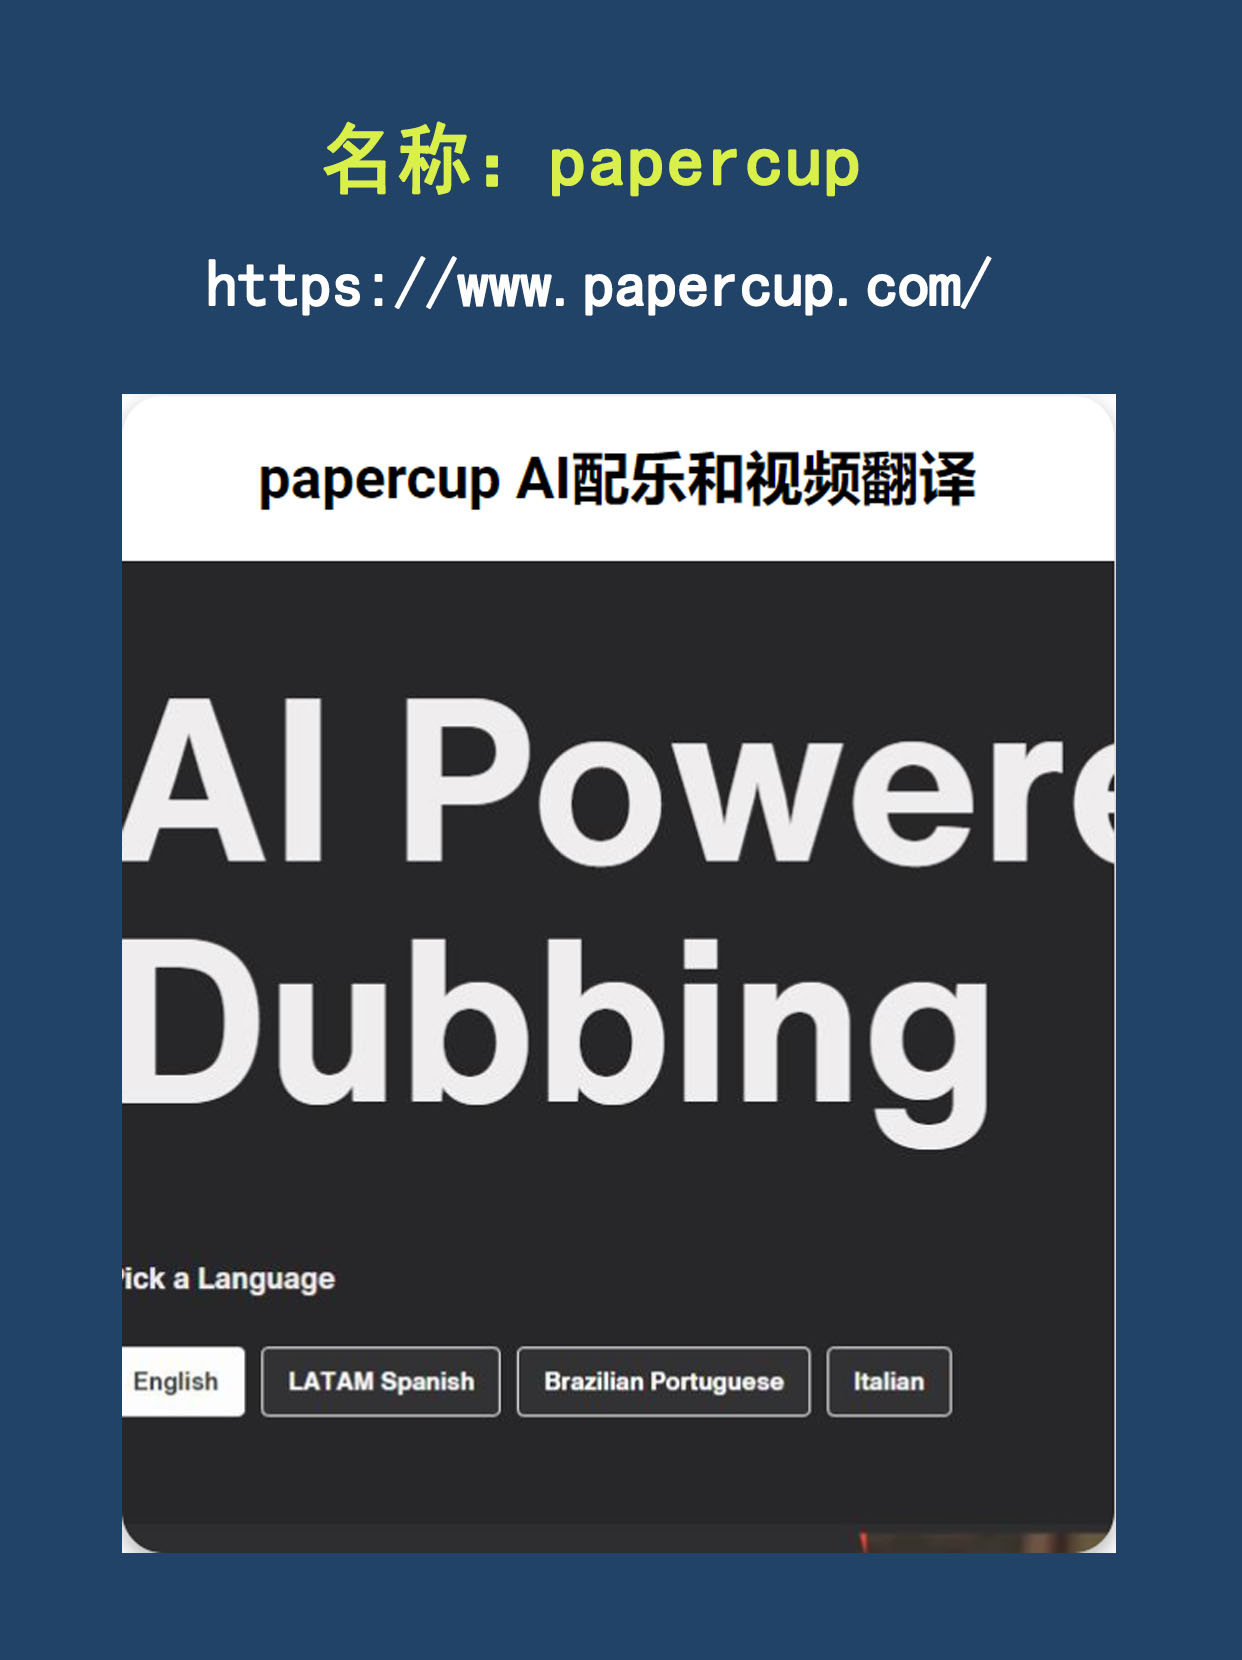 名称：papercup
https://www.papercup.com/
papercup AI配乐和视频翻译
AI Powere
Dubbing
Pick a Language
English LATAM Spanish Brazilian Portuguese Italian